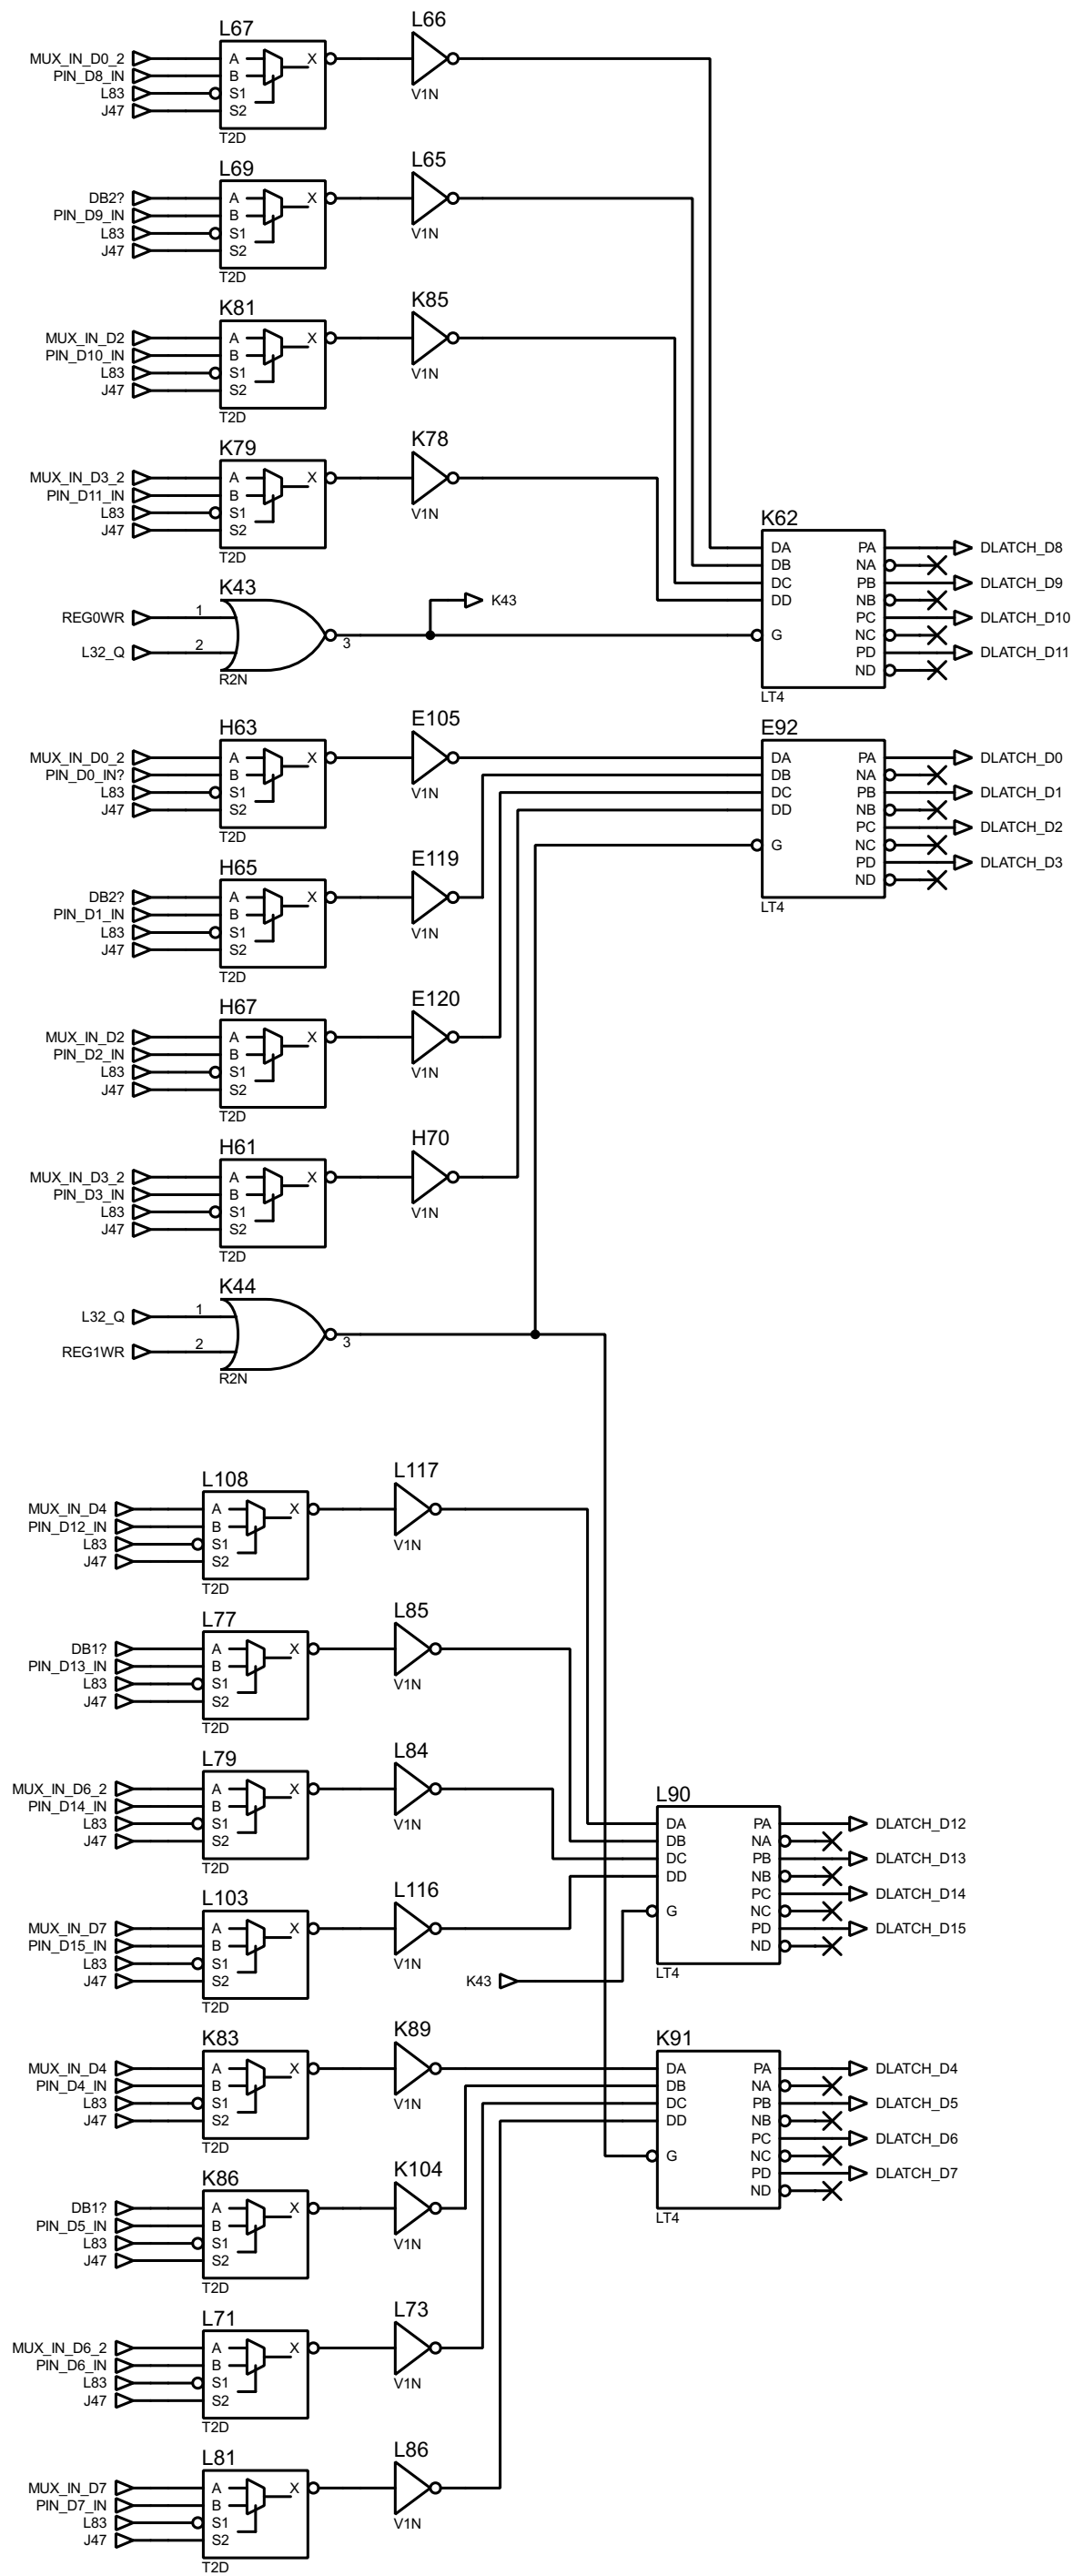 L67
L66
MUX_IN_D0_2
A
X
PIN_D8_IN
B
L83
S1
J47
S2
V1N
T2D
L69
L65
DB2?
A
X
PIN_D9_IN
B
L83
S1
J47
S2
V1N
T2D
K81
K85
MUX_IN_D2
A
X
PIN_D10_IN
B
L83
S1
J47
S2
V1N
T2D
K79
K78
MUX_IN_D3_2
A
X
PIN_D11_IN
B
L83
S1
J47
S2
V1N
T2D
K43
REG0WR
1
L32_Q
2
3
R2N
K43
K62
DA PA DLATCH_D8
DB NA
DC PB DLATCH_D9
DD NB
PC DLATCH_D10
G NC
PD DLATCH_D11
ND
LT4
H63
E105
MUX_IN_D0_2
A
X
PIN_D0_IN?
B
L83
S1
J47
S2
V1N
T2D
E92
DA PA DLATCH_D0
DB NA
DC PB DLATCH_D1
DD NB
PC DLATCH_D2
G NC
PD DLATCH_D3
ND
LT4
H65
E119
DB2?
A
X
PIN_D1_IN
B
L83
S1
J47
S2
V1N
T2D
H67
E120
MUX_IN_D2
A
X
PIN_D2_IN
B
L83
S1
J47
S2
V1N
T2D
H61
H70
MUX_IN_D3_2
A
X
PIN_D3_IN
B
L83
S1
J47
S2
V1N
T2D
K44
L32_Q
1
REG1WR
2
3
R2N
L108
L117
MUX_IN_D4
A
X
PIN_D12_IN
B
L83
S1
J47
S2
V1N
T2D
L77
L85
DB1?
A
X
PIN_D13_IN
B
L83
S1
J47
S2
V1N
T2D
L79
L84
MUX_IN_D6_2
A
X
PIN_D14_IN
B
L83
S1
J47
S2
V1N
T2D
L90
DA PA DLATCH_D12
DB NA
DC PB DLATCH_D13
DD NB
PC DLATCH_D14
G NC
PD DLATCH_D15
ND
LT4
L103
L116
MUX_IN_D7
A
X
PIN_D15_IN
B
L83
S1
J47
S2
V1N
T2D
K43
K83
K89
MUX_IN_D4
A
X
PIN_D4_IN
B
L83
S1
J47
S2
V1N
T2D
K91
DA PA DLATCH_D4
DB NA
DC PB DLATCH_D5
DD NB
PC DLATCH_D6
G NC
PD DLATCH_D7
ND
LT4
K86
K104
DB1?
A
X
PIN_D5_IN
B
L83
S1
J47
S2
V1N
T2D
L71
L73
MUX_IN_D6_2
A
X
PIN_D6_IN
B
L83
S1
J47
S2
V1N
T2D
L81
L86
MUX_IN_D7
A
X
PIN_D7_IN
B
L83
S1
J47
S2
V1N
T2D